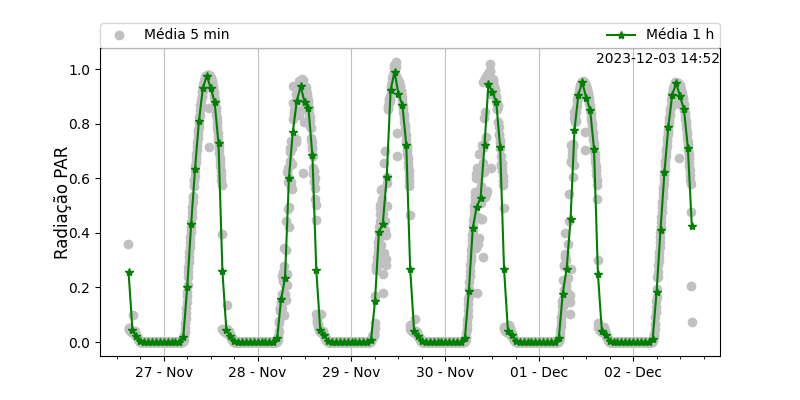 Média 5 min
Média 1 h
2023-12-03 14:52
Radiação PAR
1.0
0.8
0.6
0.4
0.2
0.0
27 - Nov
28 - Nov
29 - Nov
30 - Nov
01 - Dec
02 - Dec